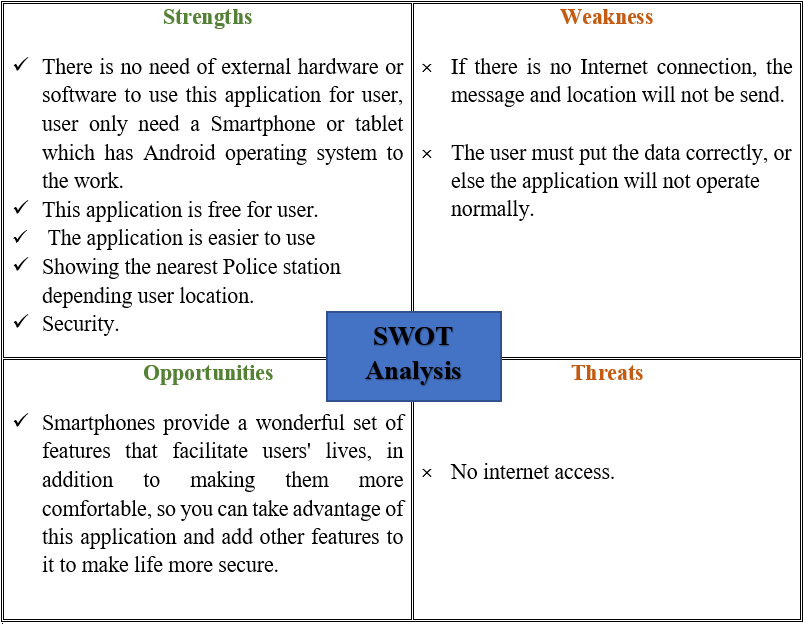 Strengths
✓ There is no need of external hardware or
software to use this application for user,
user only need a Smartphone or tablet
which has Android operating system to
the work.
✓ This application is free for user.
✓ The application is easier to use
✓ Showing the nearest Police station
depending user location.
✓ Security.
Weakness
× If there is no Internet connection, the
message and location will not be send.
× The user must put the data correctly, or
else the application will not operate
normally.
SWOT
Analysis
Opportunities
✓ Smartphones provide a wonderful set of
features that facilitate users' lives, in
addition to making them more
comfortable, so you can take advantage of
this application and add other features to
it to make life more secure.
Threats
× No internet access.